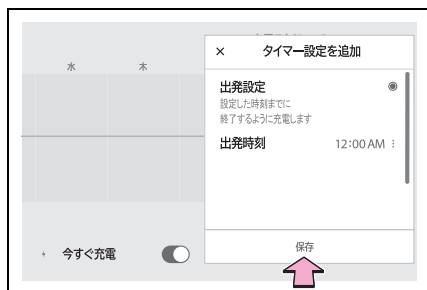 水
木
× タイマー設定を追加
出発設定
設定した時刻までに
終了するように充電します
出発時刻 12:00 AM
今すぐ充電
保存